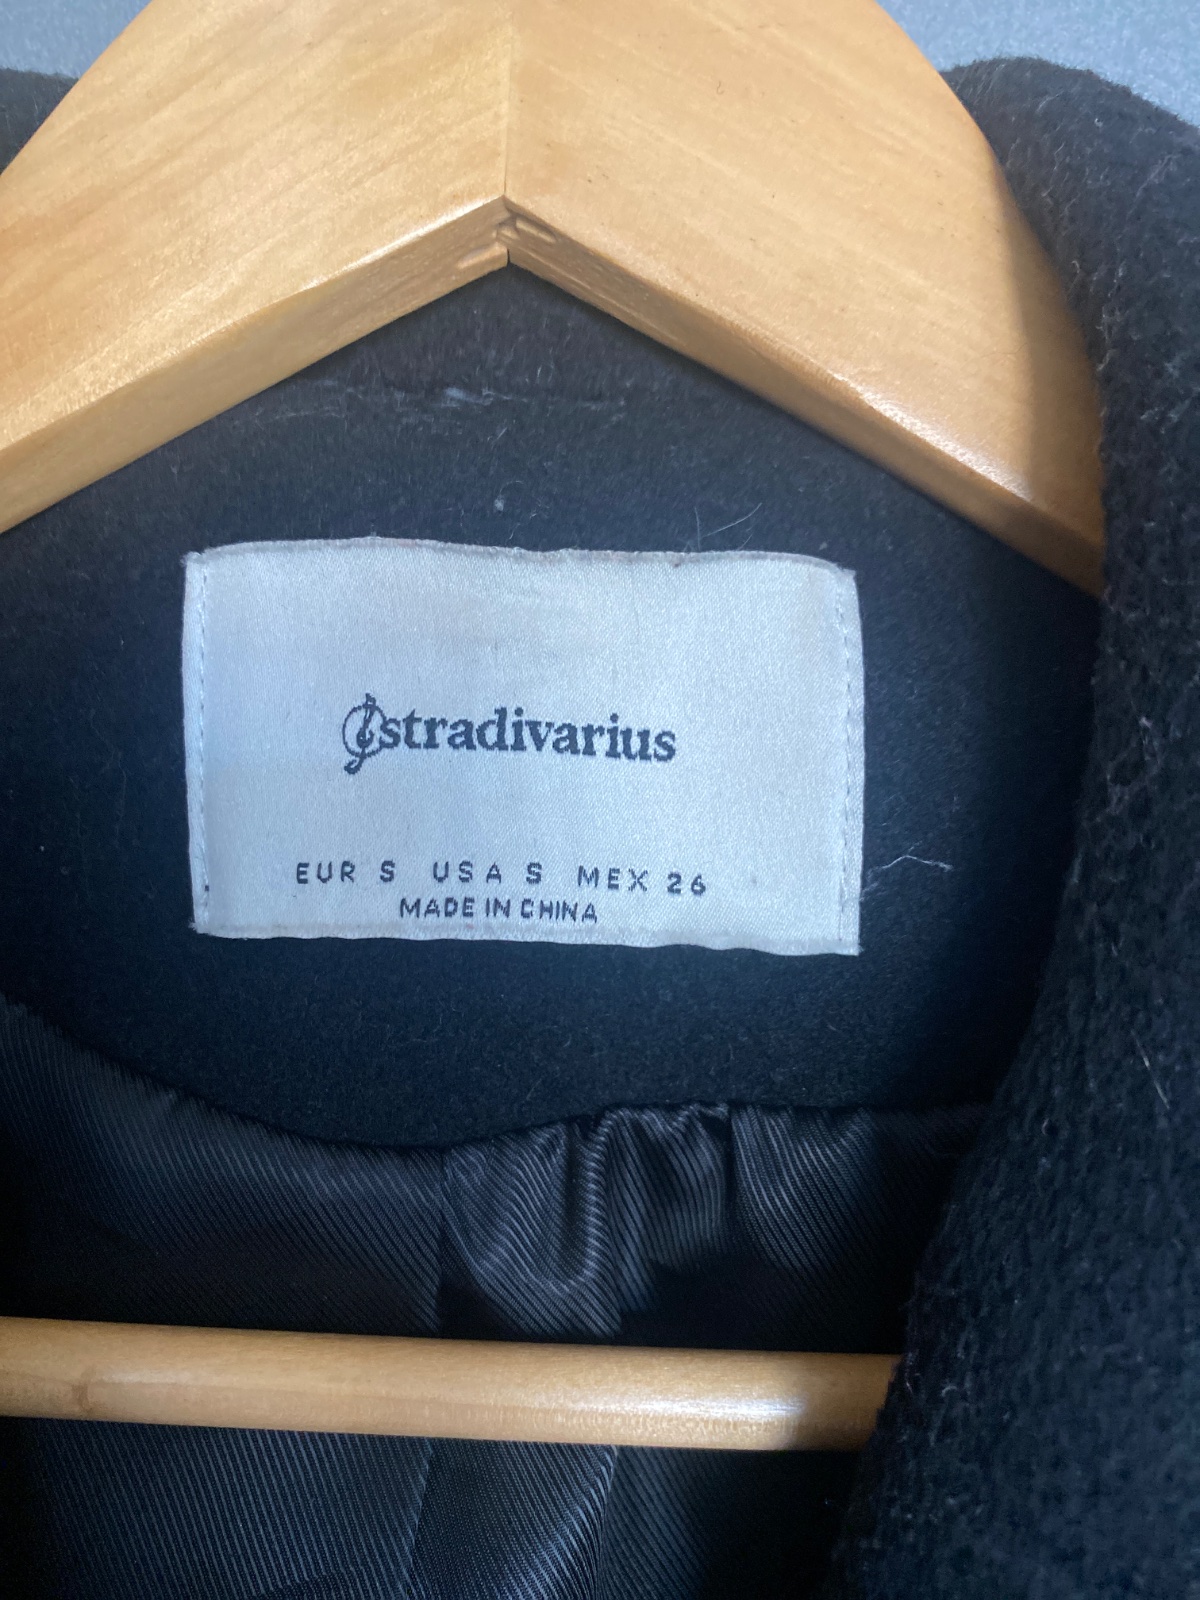 stradivarius
EUR S USA S MEX 26
MADE IN CHINA